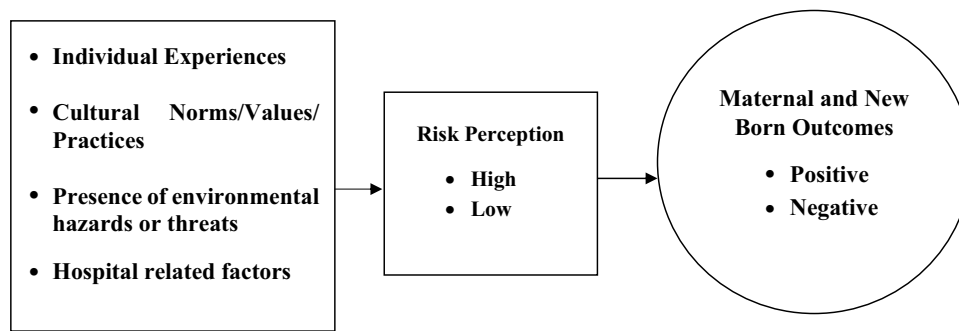 • Individual Experiences
• Cultural Norms/Values/
Practices
• Presence of environmental
hazards or threats
• Hospital related factors
Risk Perception
• High
• Low
Maternal and New
Born Outcomes
• Positive
• Negative